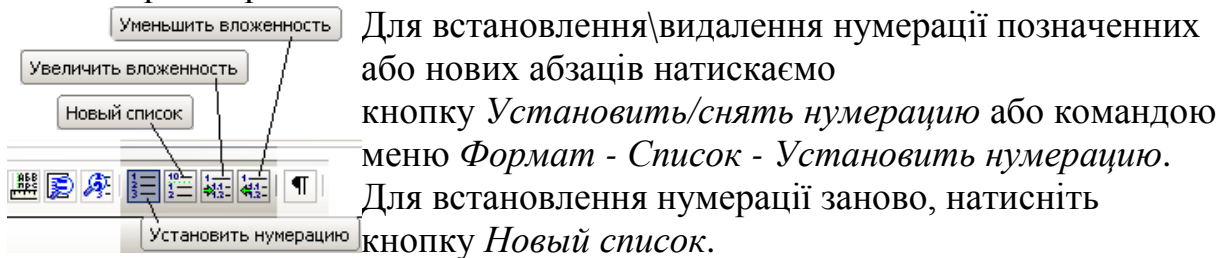 Уменьшить вложенность
Увеличить вложенность
Новый список
Установить нумерацию
Для встановлення\видалення нумерації позначенних
або нових абзаців натискаємо
кнопку Установить/снять нумерацию або командою
меню Формат - Список - Установить нумерацию.
Для встановлення нумерації заново, натисніть
кнопку Новый список.